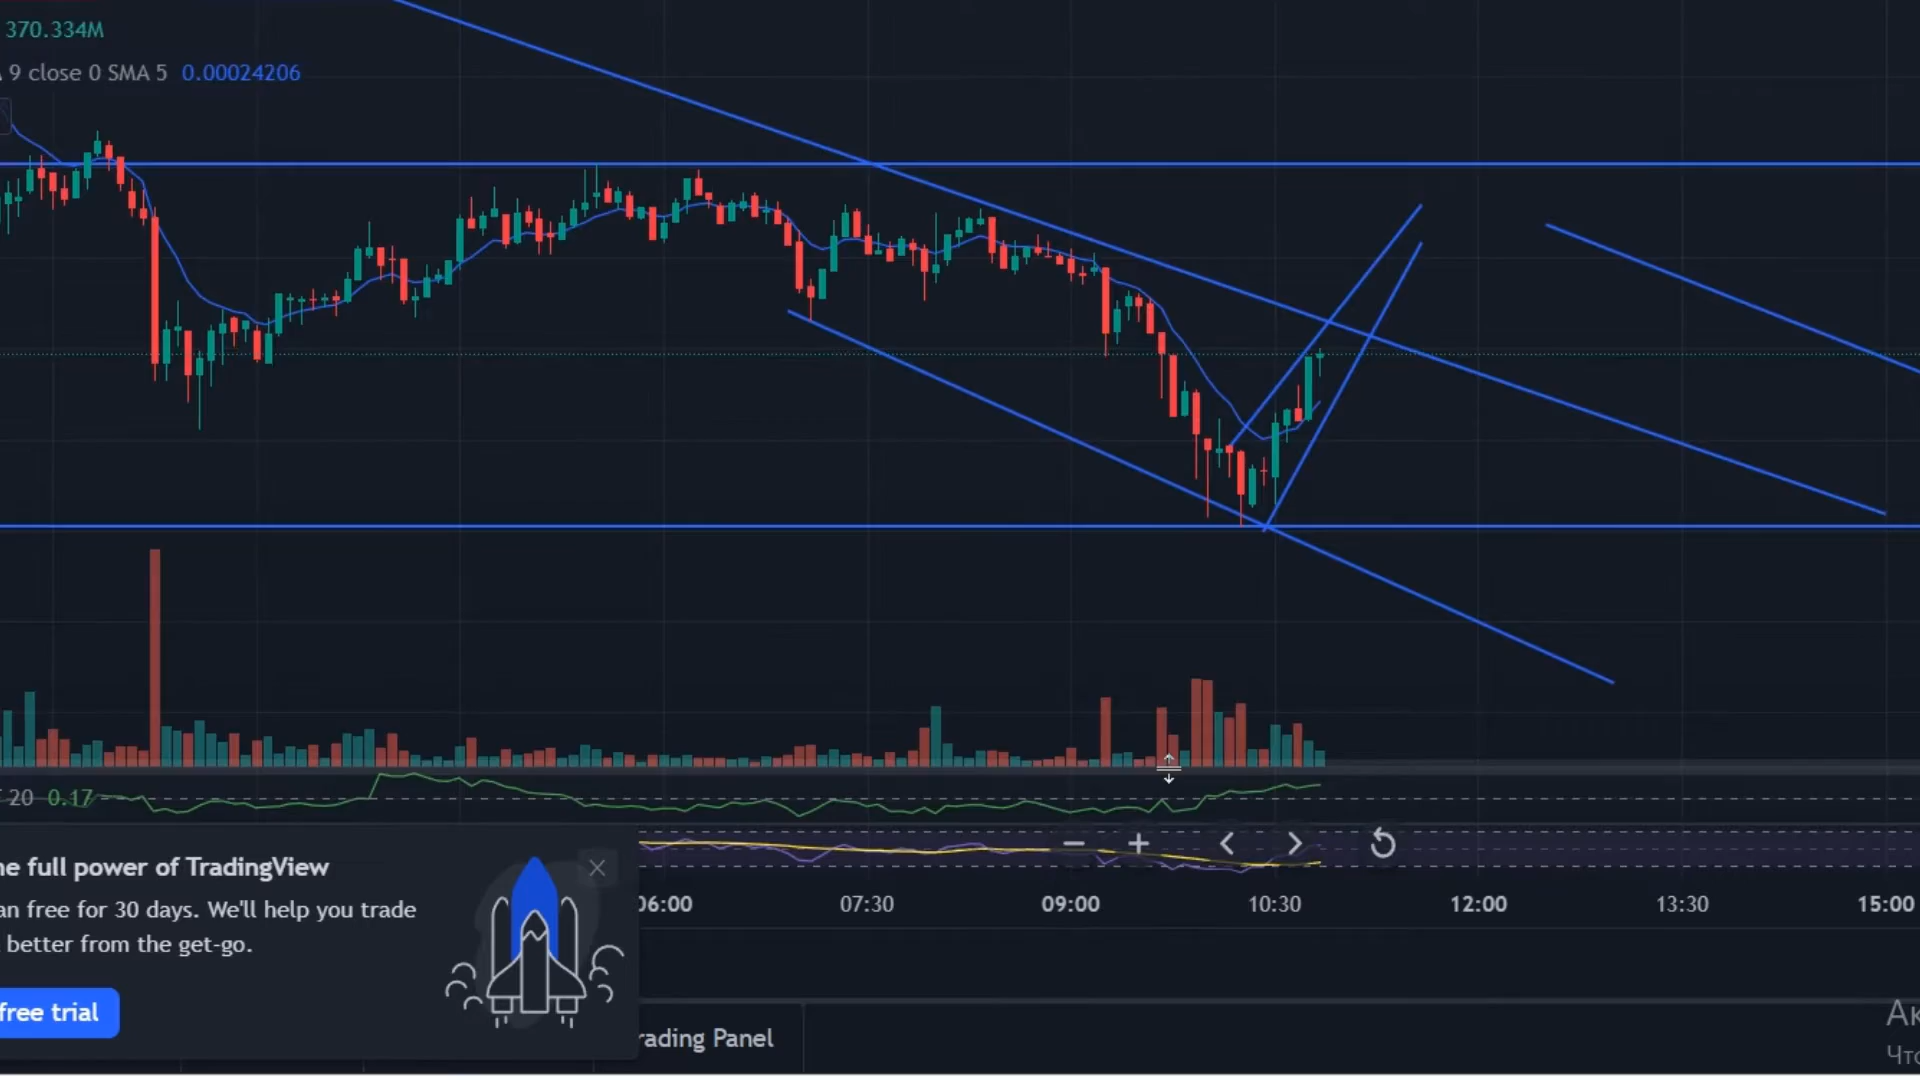 370.334M
9 close 0 SMA 5 0.00024206
20 0.17
06:00 07:30 09:00 10:30 12:00 13:30 15:00
he full power of TradingView
an free for 30 days. We'll help you trade
better from the get-go.
free trial
rading Panel
Ак
Что